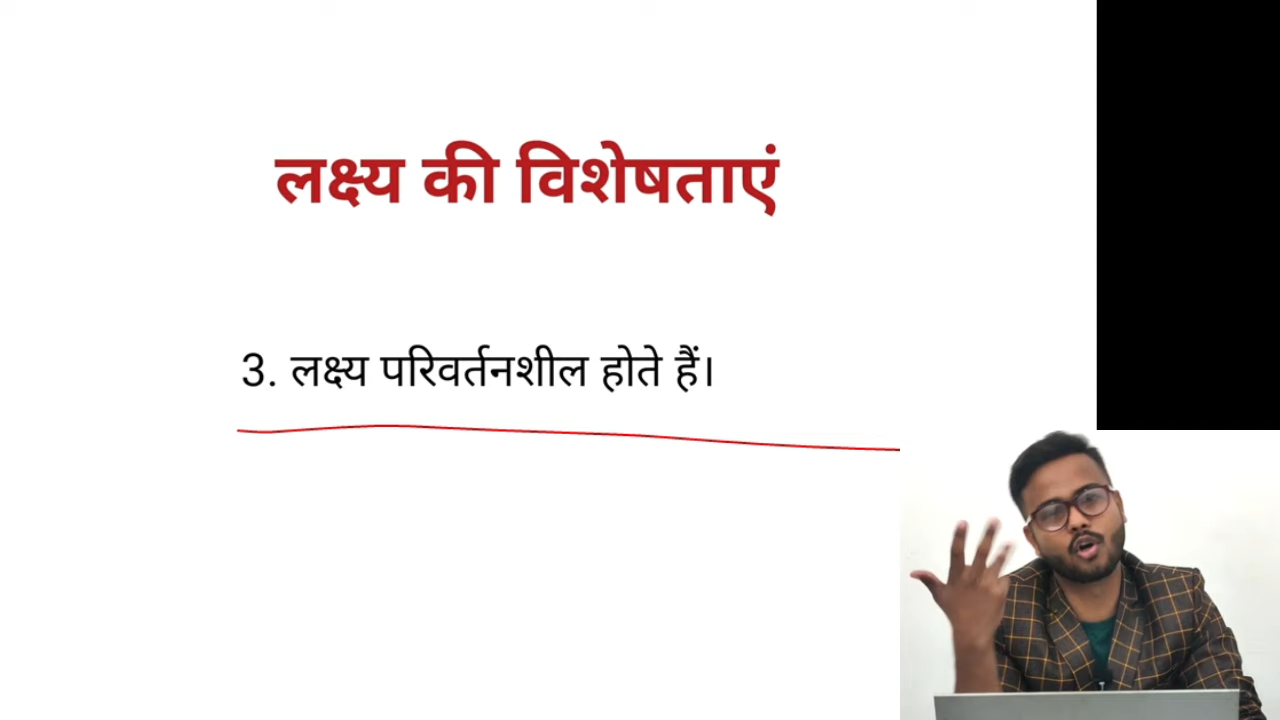 लक्ष्य की विशेषताएं
3. लक्ष्य परिवर्तनशील होते हैं।